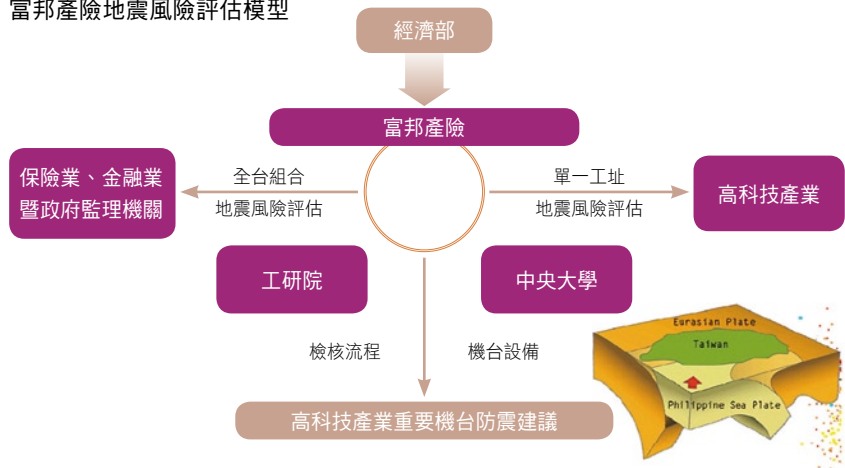 富邦產險地震風險評估模型
經濟部
富邦產險
保險業、金融業
暨政府監理機關
全台組合
地震風險評估
單一工址
地震風險評估
高科技產業
工研院
中央大學
檢核流程
機台設備
高科技產業重要機台防震建議
Eurasian Plate
Taiwan
Philippine Sea Plate